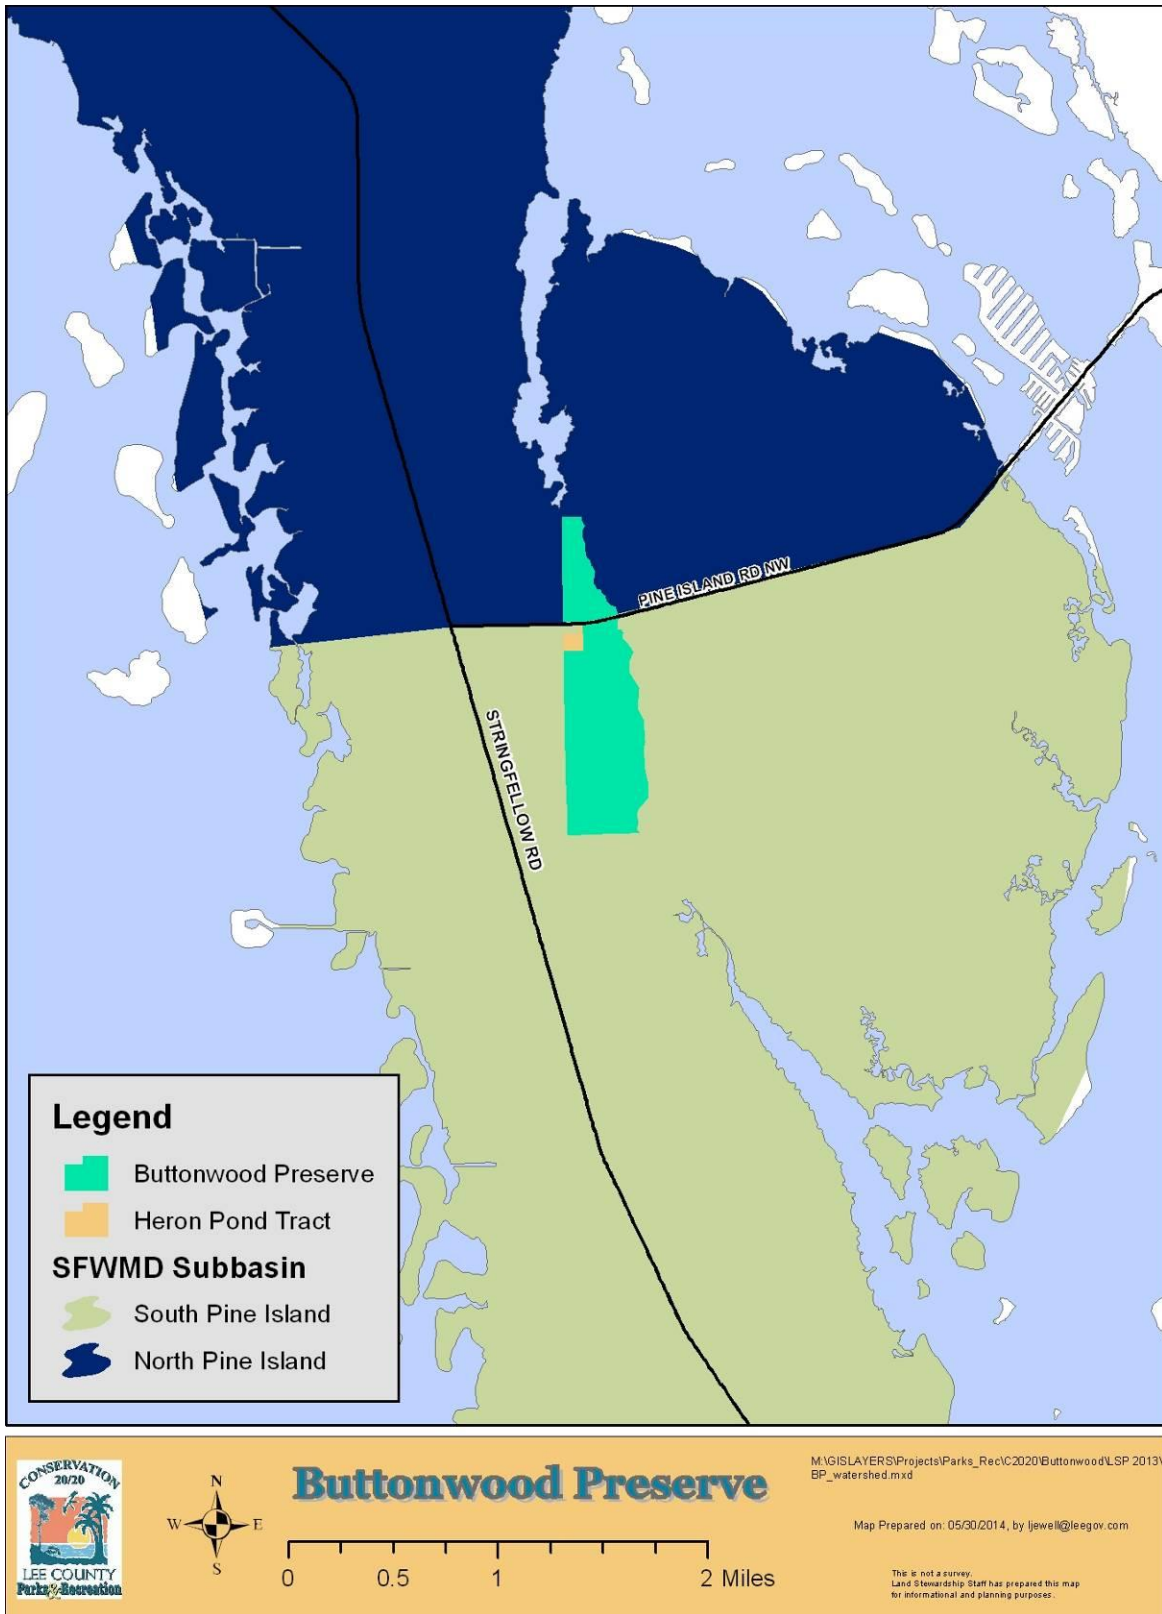 PINE ISLAND RD NW
STRINGFELLOW RD
Legend
Buttonwood Preserve
Heron Pond Tract
SFWMD Subbasin
South Pine Island
North Pine Island
CONSERVATION
20/20
LEE COUNTY
Parks & Recreation
N
W
E
S
Buttonwood Preserve
0 0.5 1 2 Miles
M:\GISLAYERS\Projects\Parks_Rec\C2020\Buttonwood\LSP 2013\
BP_watershed.mxd
Map Prepared on: 05/30/2014, by ljewell@leegov.com
This is not a survey.
Land Stewardship Staff has prepared this map
for informational and planning purposes.